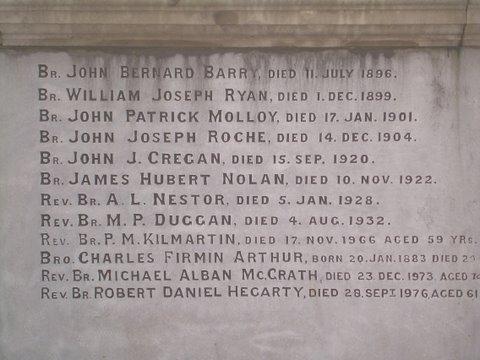 Br. John Bernard Barry, died 11. July 1896.
Br. William Joseph Ryan, died 1. Dec. 1899.
Br. John Patrick Molloy, died 17. Jan. 1901.
Br. John Joseph Roche, died 14. Dec. 1904.
Br. John J. Cregan, died 15. Sep. 1920.
Br. James Hubert Nolan, died 10. Nov. 1922.
Rev. Br. A. L. Nestor, died 5. Jan. 1928.
Rev. Br. M. P. Duggan, died 4. Aug. 1932.
Rev. Br. P. M. Kilmartin, died 17. Nov. 1966 aged 59 yrs.
Bro. Charles Firmin Arthur, born 20. Jan. 1883 died
Rev. Br. Michael Alban McGrath, died 23. Dec. 1973, aged
Rev. Br. Robert Daniel Hegarty, died 28. Sept 1976, aged 61